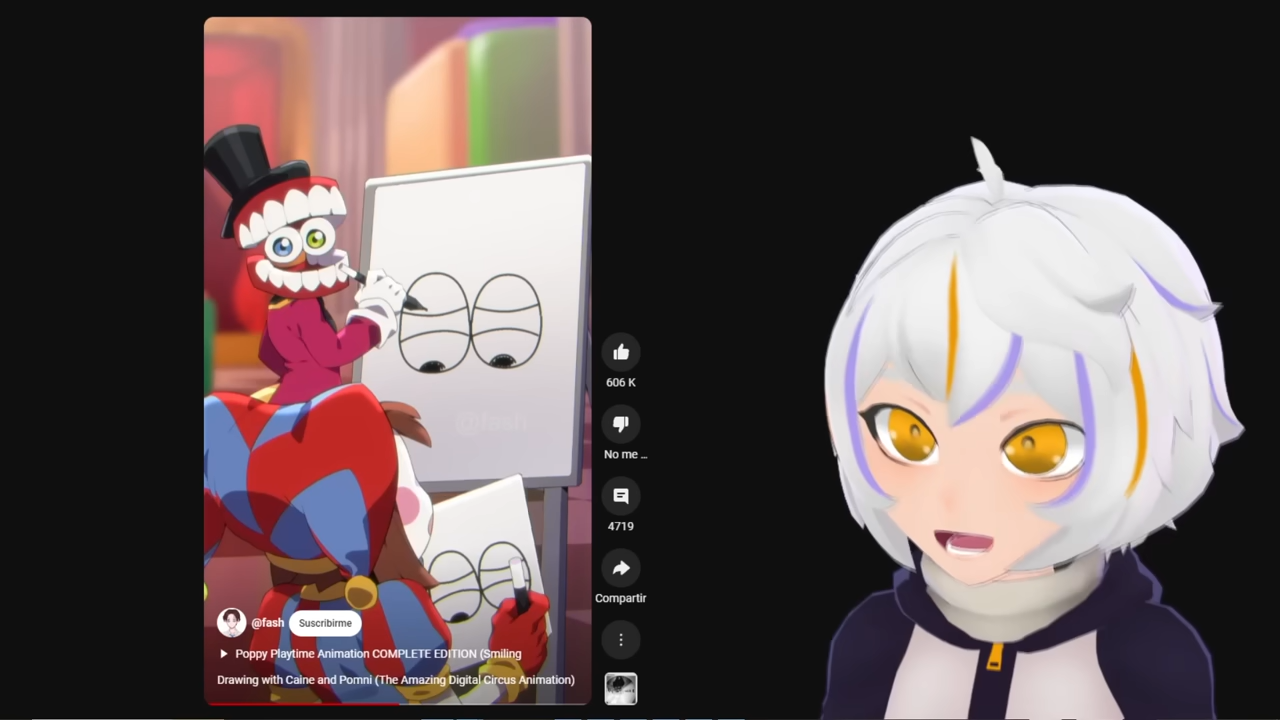 @fash
606 K
No me ...
4719
Compartir
@fash
Suscribirme
Poppy Playtime Animation COMPLETE EDITION (Smiling
Drawing with Caine and Pomni (The Amazing Digital Circus Animation)